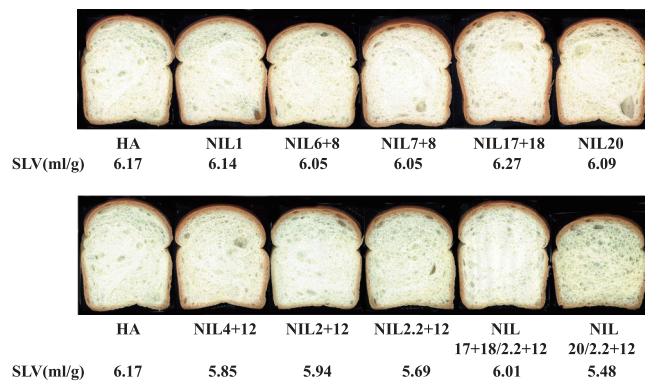 HA NIL1 NIL6+8 NIL7+8 NIL17+18 NIL20
SLV(ml/g) 6.17 6.14 6.05 6.05 6.27 6.09
HA NIL4+12 NIL2+12 NIL2.2+12 NIL NIL
17+18/2.2+12 20/2.2+12
SLV(ml/g) 6.17 5.85 5.94 5.69 6.01 5.48